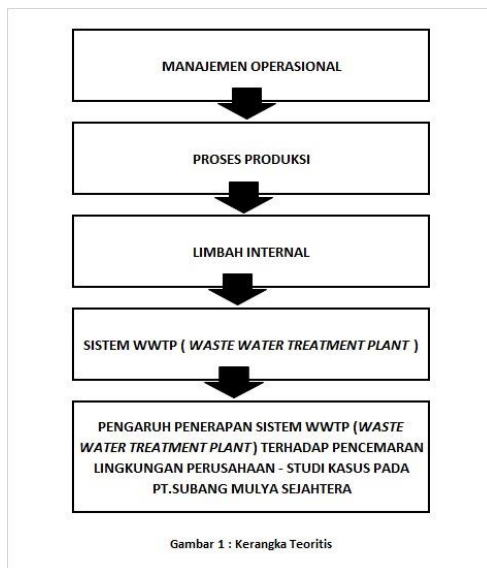 MANAJEMEN OPERASIONAL
PROSES PRODUKSI
LIMBAH INTERNAL
SISTEM WWTP ( WASTE WATER TREATMENT PLANT )
PENGARUH PENERAPAN SISTEM WWTP (WASTE
WATER TREATMENT PLANT) TERHADAP PENCEMARAN
LINGKUNGAN PERUSAHAAN - STUDI KASUS PADA
PT.SUBANG MULYA SEJAHTERA
Gambar 1 : Kerangka Teoritis